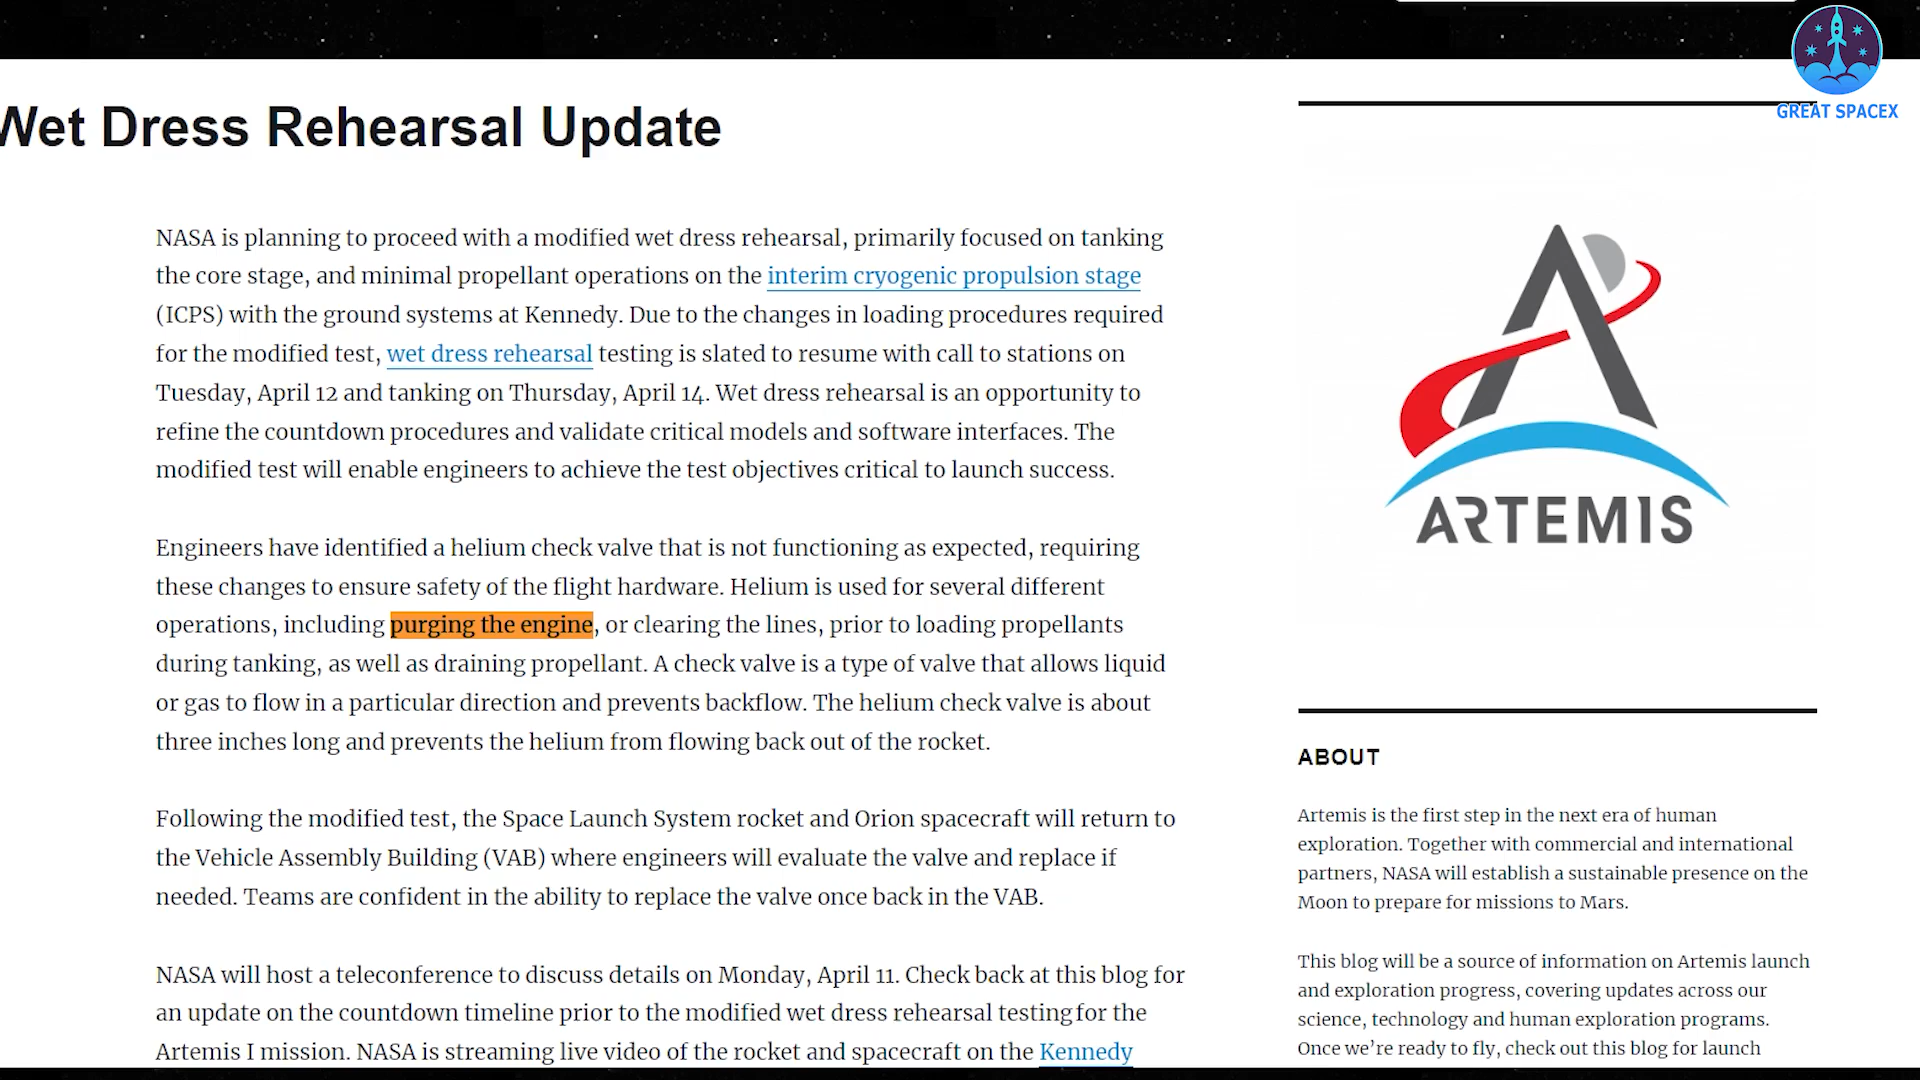 GREAT SPACEX
Wet Dress Rehearsal Update
NASA is planning to proceed with a modified wet dress rehearsal, primarily focused on tanking
the core stage, and minimal propellant operations on the interim cryogenic propulsion stage
(ICPS) with the ground systems at Kennedy. Due to the changes in loading procedures required
for the modified test, wet dress rehearsal testing is slated to resume with call to stations on
Tuesday, April 12 and tanking on Thursday, April 14. Wet dress rehearsal is an opportunity to
refine the countdown procedures and validate critical models and software interfaces. The
modified test will enable engineers to achieve the test objectives critical to launch success.
Engineers have identified a helium check valve that is not functioning as expected, requiring
these changes to ensure safety of the flight hardware. Helium is used for several different
operations, including purging the engine, or clearing the lines, prior to loading propellants
during tanking, as well as draining propellant. A check valve is a type of valve that allows liquid
or gas to flow in a particular direction and prevents backflow. The helium check valve is about
three inches long and prevents the helium from flowing back out of the rocket.
Following the modified test, the Space Launch System rocket and Orion spacecraft will return to
the Vehicle Assembly Building (VAB) where engineers will evaluate the valve and replace if
needed. Teams are confident in the ability to replace the valve once back in the VAB.
NASA will host a teleconference to discuss details on Monday, April 11. Check back at this blog for
an update on the countdown timeline prior to the modified wet dress rehearsal testing for the
Artemis I mission. NASA is streaming live video of the rocket and spacecraft on the Kennedy
ARTEMIS
ABOUT
Artemis is the first step in the next era of human
exploration. Together with commercial and international
partners, NASA will establish a sustainable presence on the
Moon to prepare for missions to Mars.
This blog will be a source of information on Artemis launch
and exploration progress, covering updates across our
science, technology and human exploration programs.
Once we're ready to fly, check out this blog for launch